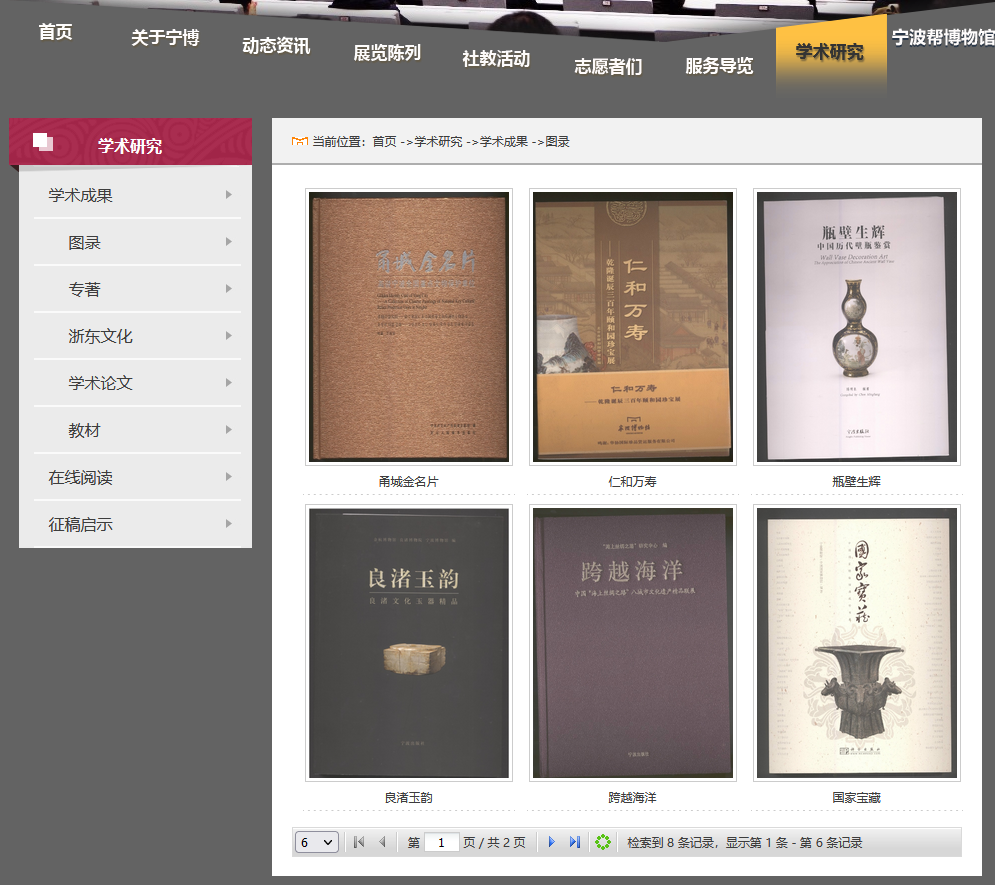 首页
关于宁博
动态资讯
展览陈列
社教活动
志愿者们
服务导览
学术研究
宁波帮博物馆
学术研究
学术成果
图录
专著
浙东文化
学术论文
教材
在线阅读
征稿启示
当前位置：首页 ->学术研究 ->学术成果 ->图录
甬城金名片
仁和万寿
乾隆诞辰三百年颐和园珍宝展
仁和万寿
——乾隆诞辰三百年颐和园珍宝展
瓶壁生辉
中国历代壁瓶鉴赏
Wall Vase Decoration Art
甬城金名片
仁和万寿
瓶壁生辉
良渚玉韵
良渚文化玉器精品
跨越海洋
中国“海上丝绸之路”八城市文化遗产精品联展
國家寶藏
良渚玉韵
跨越海洋
国家宝藏
6
第 1 页 / 共 2 页
检索到 8 条记录，显示第 1 条 - 第 6 条记录